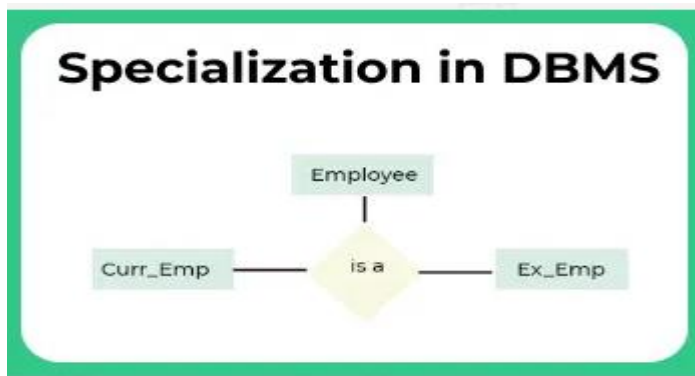 Specialization in DBMS
Employee
Curr_Emp
is a
Ex_Emp